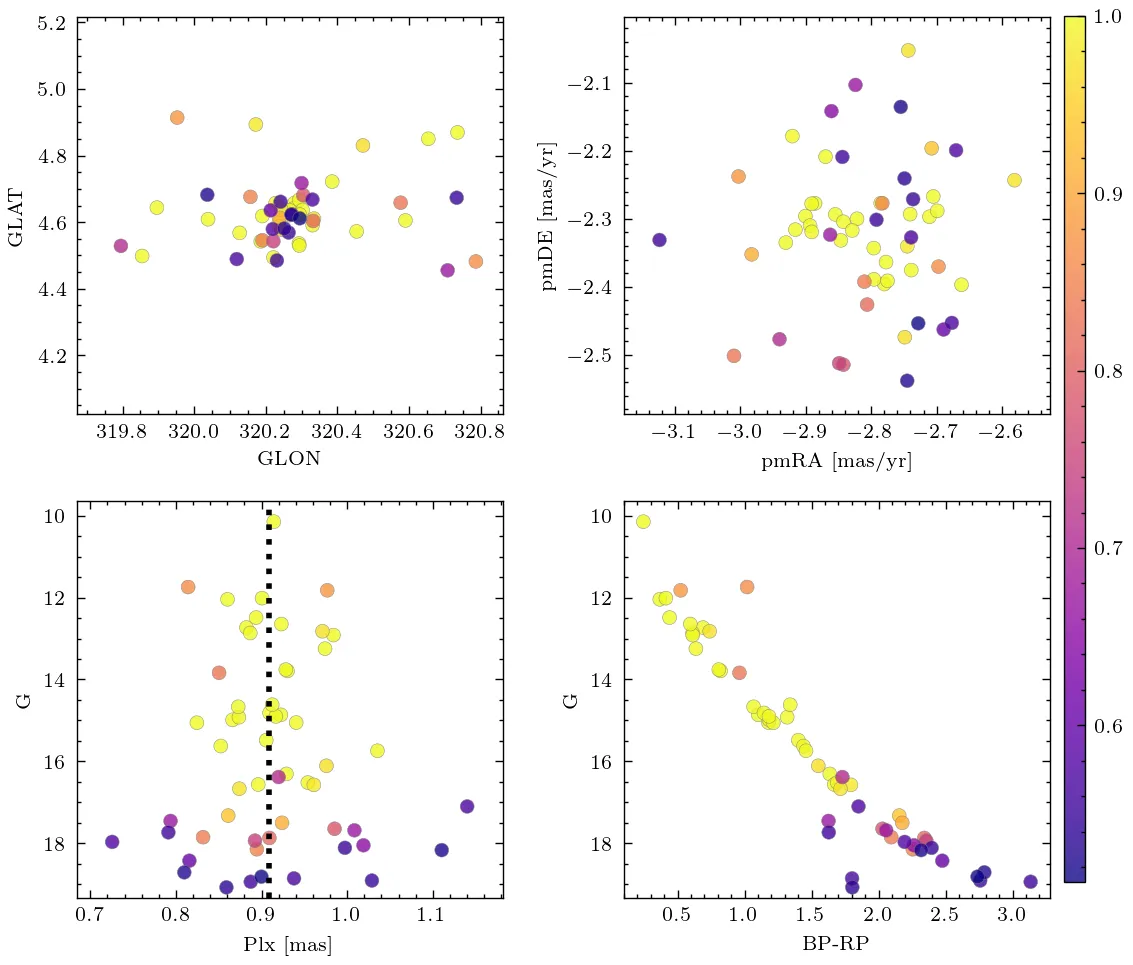 5.2
5.0
4.8
4.6
4.4
4.2
GLAT
319.8 320.0 320.2 320.4 320.6 320.8
GLON
−2.1
−2.2
−2.3
−2.4
−2.5
pmDE [mas/yr]
−3.1 −3.0 −2.9 −2.8 −2.7 −2.6
pmRA [mas/yr]
1.0
0.9
0.8
0.7
0.6
10
12
14
16
18
G
0.7 0.8 0.9 1.0 1.1
Plx [mas]
10
12
14
16
18
G
0.5 1.0 1.5 2.0 2.5 3.0
BP-RP